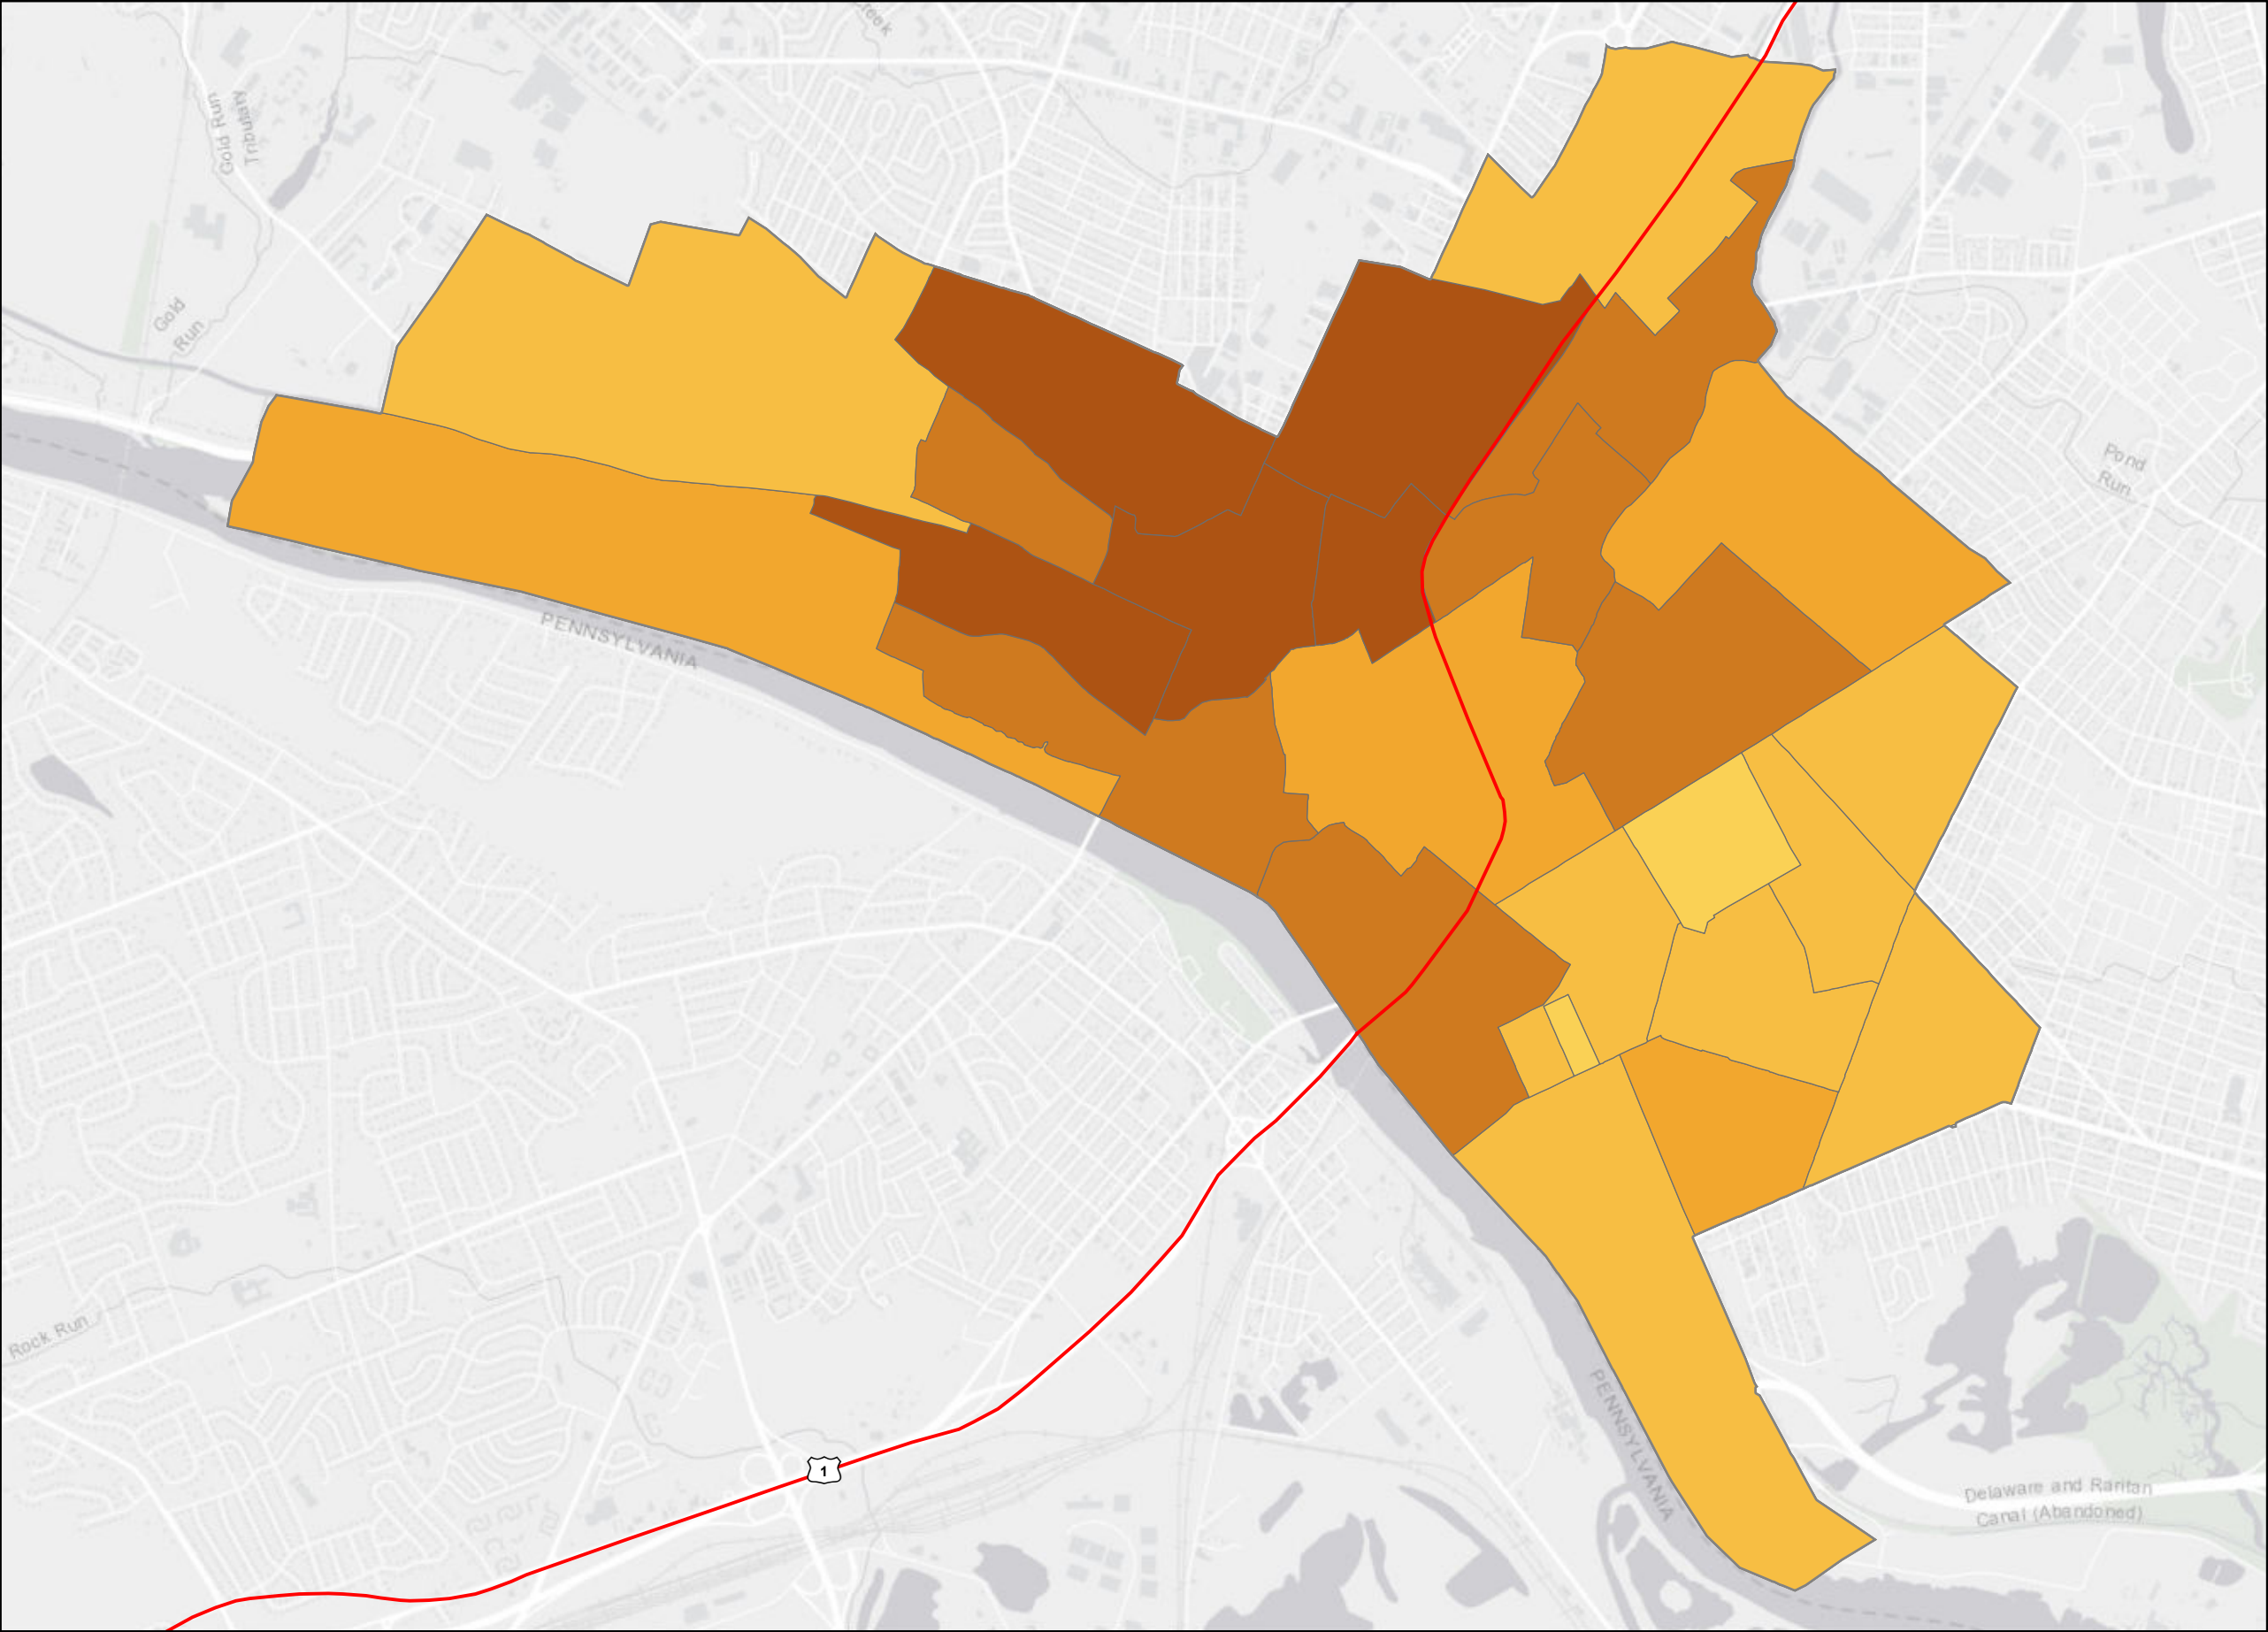 Creek
Gold Run
Tributary
Gold
Run
Pond
Run
PENNSYLVANIA
Rock Run
1
PENNSYLVANIA
Delaware and Raritan
Canal (Abandoned)